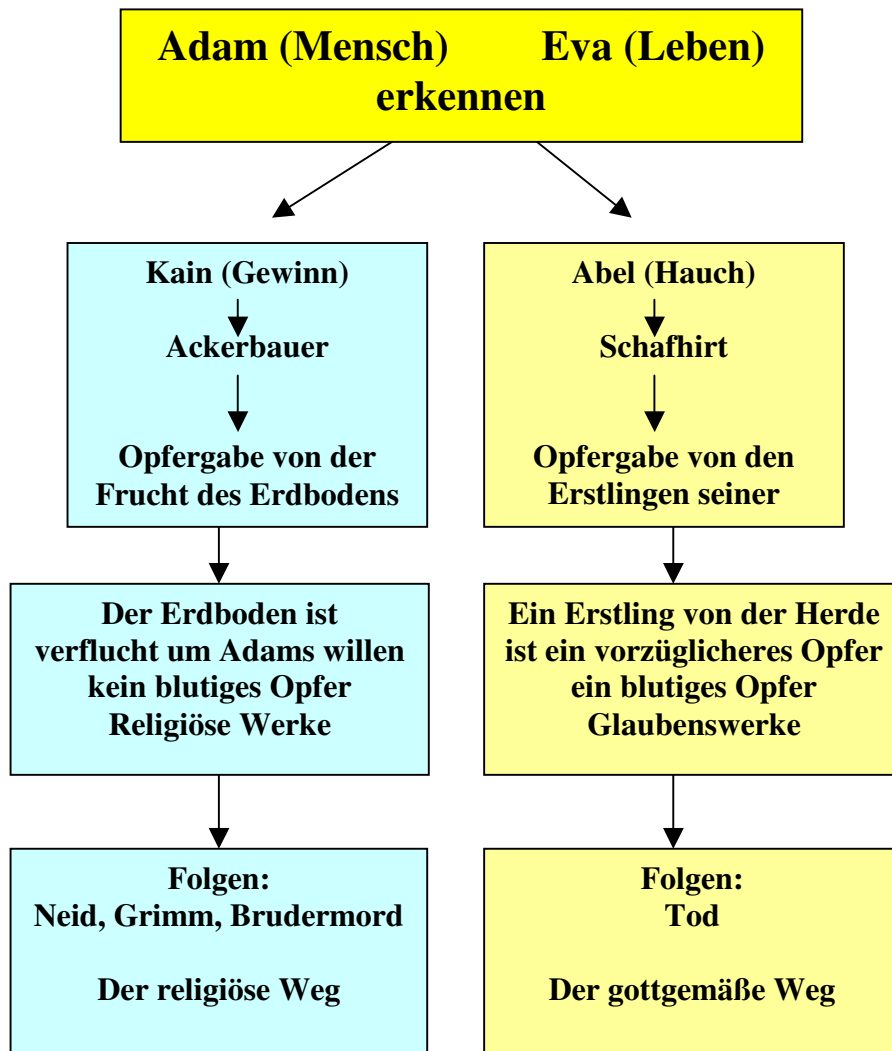 Adam (Mensch) Eva (Leben)
erkennen
Kain (Gewinn)
Ackerbauer
Opfergabe von der
Frucht des Erdbodens
Abel (Hauch)
Schafhirt
Opfergabe von den
Erstlingen seiner
Der Erdboden ist
verflucht um Adams willen
kein blutiges Opfer
Religiöse Werke
Ein Erstling von der Herde
ist ein vorzüglicheres Opfer
ein blutiges Opfer
Glaubenswerke
Folgen:
Neid, Grimm, Brudermord
Der religiöse Weg
Folgen:
Tod
Der gottgemäße Weg